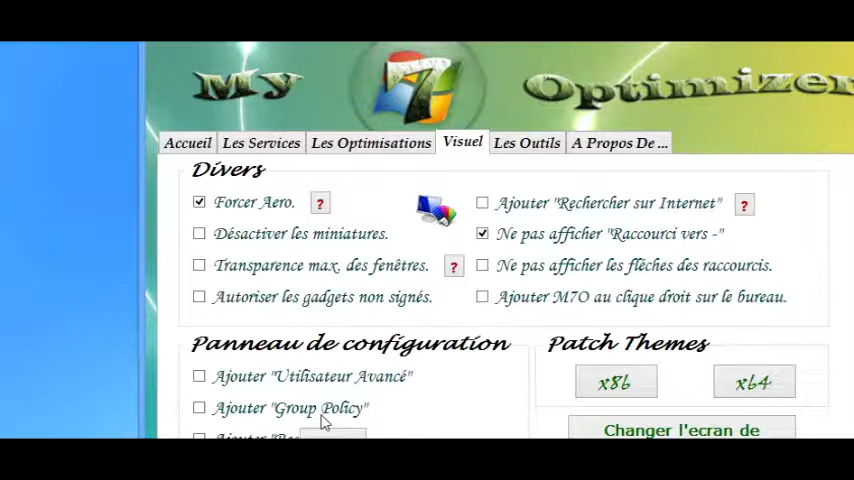 My 7 Optimizer
Accueil Les Services Les Optimisations Visuel Les Outils A Propos De ...
Divers
Forcer Aero. ? Ajouter "Rechercher sur Internet" ?
Désactiver les miniatures. Ne pas afficher "Raccourci vers -"
Transparence max. des fenêtres. ? Ne pas afficher les flêches des raccourcis.
Autoriser les gadgets non signés. Ajouter M7O au clique droit sur le bureau.
Panneau de configuration Patch Themes
Ajouter "Utilisateur Avancé" x86 x64
Ajouter "Group Policy"
Changer l'ecran de
Ajouter